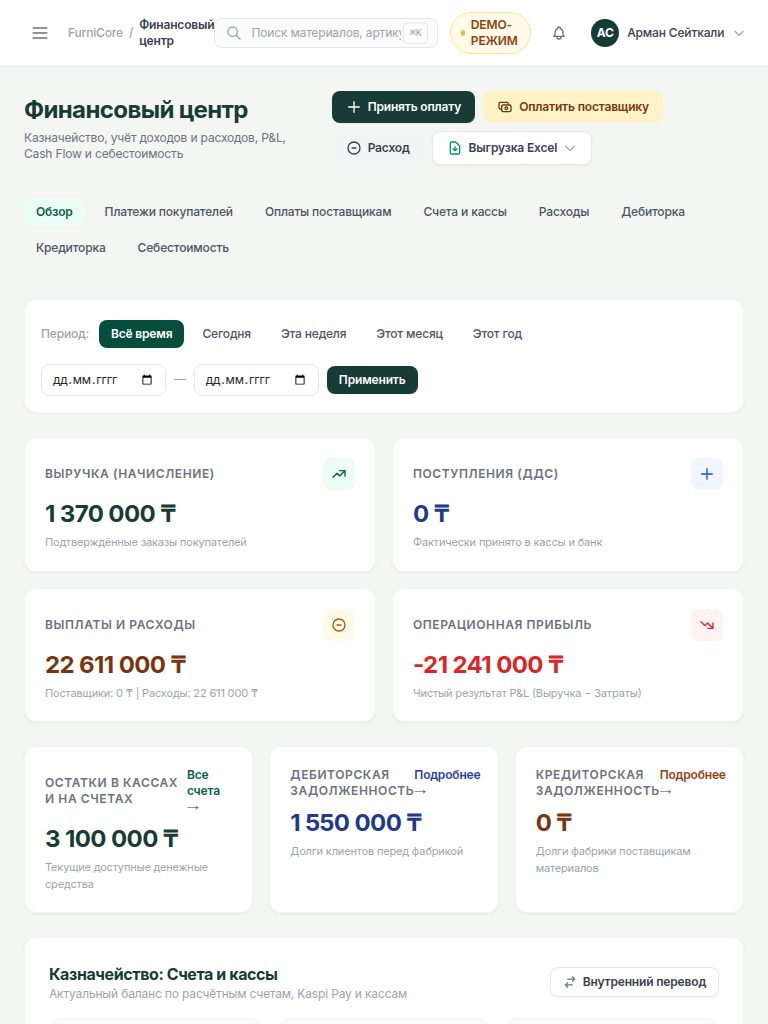 FurniCore / Финансовый центр
Поиск материалов, артику
⌘K
DEMO-
РЕЖИМ
АС
Арман Сейткали
Финансовый центр
Казначейство, учёт доходов и расходов, P&L,
Cash Flow и себестоимость
Принять оплату
Оплатить поставщику
Расход
Выгрузка Excel
Обзор
Платежи покупателей
Оплаты поставщикам
Счета и кассы
Расходы
Дебиторка
Кредиторка
Себестоимость
Период:
Всё время
Сегодня
Эта неделя
Этот месяц
Этот год
дд.мм.гггг — дд.мм.гггг
Применить
ВЫРУЧКА (НАЧИСЛЕНИЕ)
1 370 000 ₸
Подтверждённые заказы покупателей
ПОСТУПЛЕНИЯ (ДДС)
0 ₸
Фактически принято в кассы и банк
ВЫПЛАТЫ И РАСХОДЫ
22 611 000 ₸
Поставщики: 0 ₸ | Расходы: 22 611 000 ₸
ОПЕРАЦИОННАЯ ПРИБЫЛЬ
-21 241 000 ₸
Чистый результат P&L (Выручка − Затраты)
ОСТАТКИ В КАССАХ
И НА СЧЕТАХ
Все
счета
→
3 100 000 ₸
Текущие доступные денежные
средства
ДЕБИТОРСКАЯ
ЗАДОЛЖЕННОСТЬ
Подробнее
→
1 550 000 ₸
Долги клиентов перед фабрикой
КРЕДИТОРСКАЯ
ЗАДОЛЖЕННОСТЬ
Подробнее
→
0 ₸
Долги фабрики поставщикам
материалов
Казначейство: Счета и кассы
Актуальный баланс по расчётным счетам, Kaspi Pay и кассам
Внутренний перевод